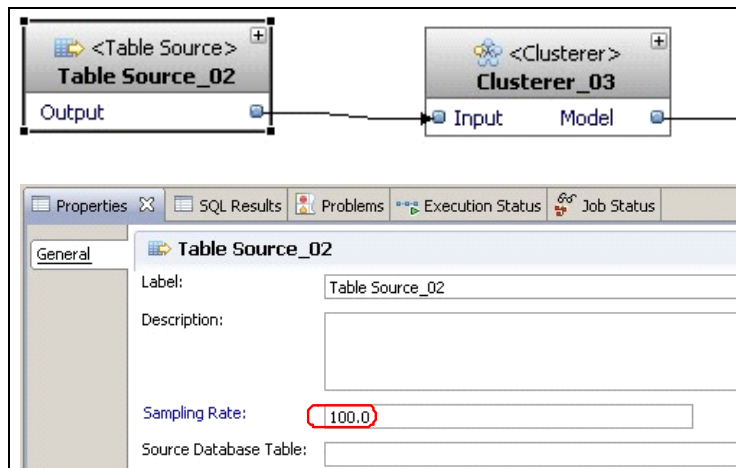 <Table Source>
Table Source_02
Output
<Clusterer>
Clusterer_03
Input Model
Properties SQL Results Problems Execution Status Job Status
General
Table Source_02
Label: Table Source_02
Description:
Sampling Rate: 100.0
Source Database Table: